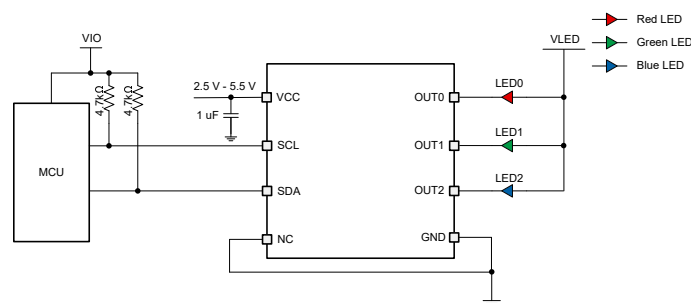 Red LED
VIO
VLED
Green LED
Blue LED
4.7kΩ
4.7kΩ
2.5 V - 5.5 V
VCC
OUT0
LED0
1 uF
SCL
OUT1
LED1
MCU
SDA
OUT2
LED2
NC
GND